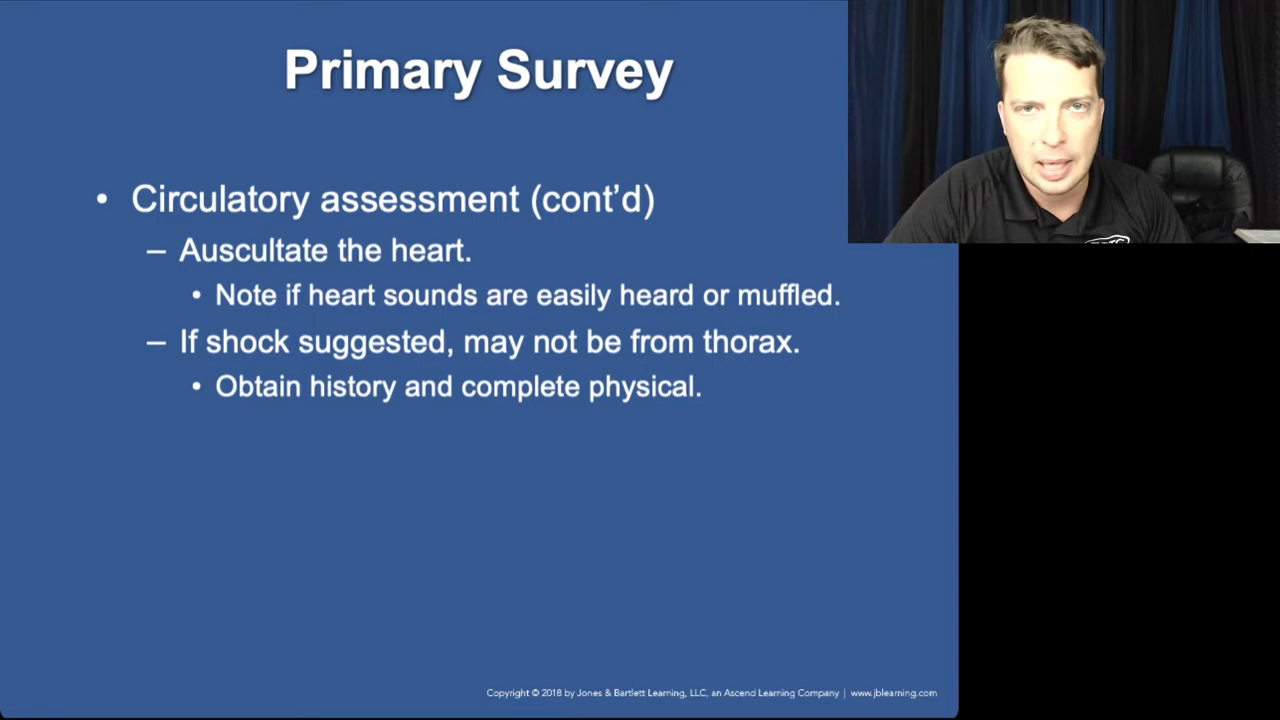 Primary Survey
• Circulatory assessment (cont’d)
– Auscultate the heart.
• Note if heart sounds are easily heard or muffled.
– If shock suggested, may not be from thorax.
• Obtain history and complete physical.
Copyright © 2018 by Jones & Bartlett Learning, LLC, an Ascend Learning Company | www.jblearning.com